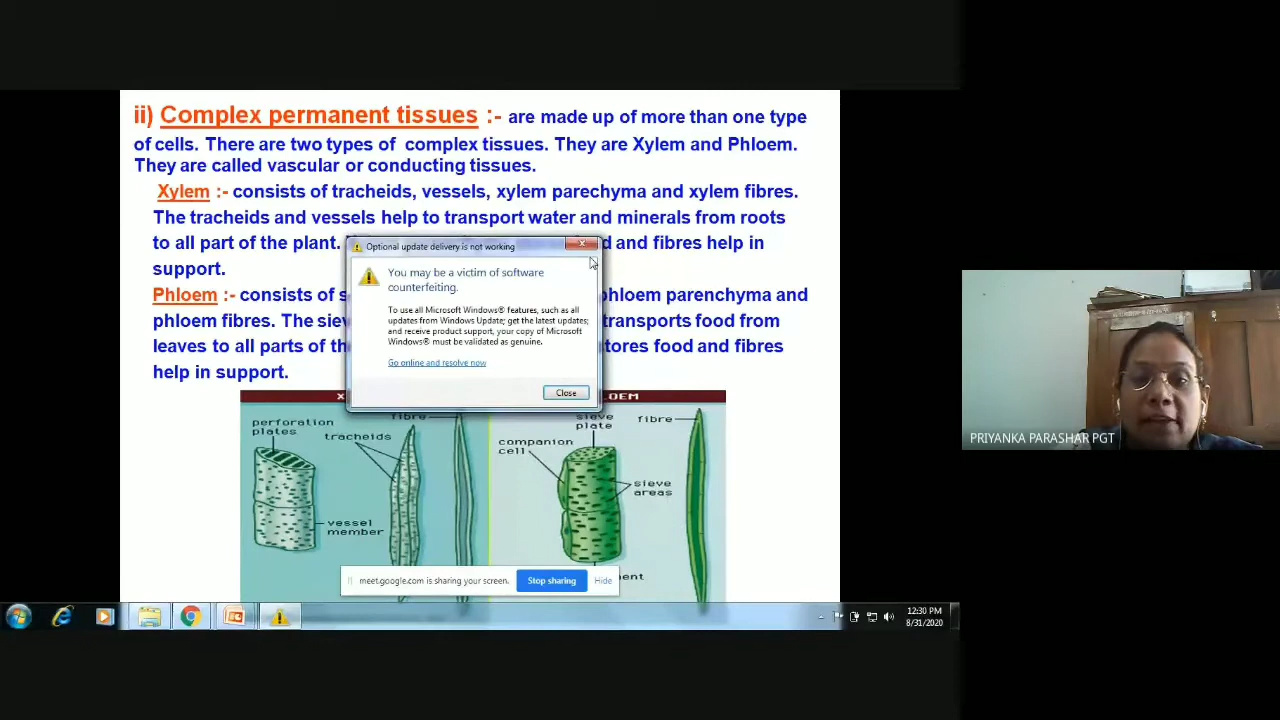 ii) Complex permanent tissues :- are made up of more than one type
of cells. There are two types of complex tissues. They are Xylem and Phloem.
They are called vascular or conducting tissues.
Xylem :- consists of tracheids, vessels, xylem parechyma and xylem fibres.
The tracheids and vessels help to transport water and minerals from roots
to all part of the plant. d and fibres help in
support.
Phloem :- consists of s phloem parenchyma and
phloem fibres. The siev transports food from
leaves to all parts of th tores food and fibres
help in support.
Optional update delivery is not working
You may be a victim of software
counterfeiting.
To use all Microsoft Windows® features, such as all
updates from Windows Update; get the latest updates;
and receive product support, your copy of Microsoft
Windows® must be validated as genuine.
Go online and resolve now
Close
X
LOEM
perforation
plates
tracheids
fibre
vessel
member
companion
cell
sieve
plate
fibre
sieve
areas
ment
meet.google.com is sharing your screen.
Stop sharing
Hide
12:30 PM
8/31/2020
PRIYANKA PARASHAR PGT